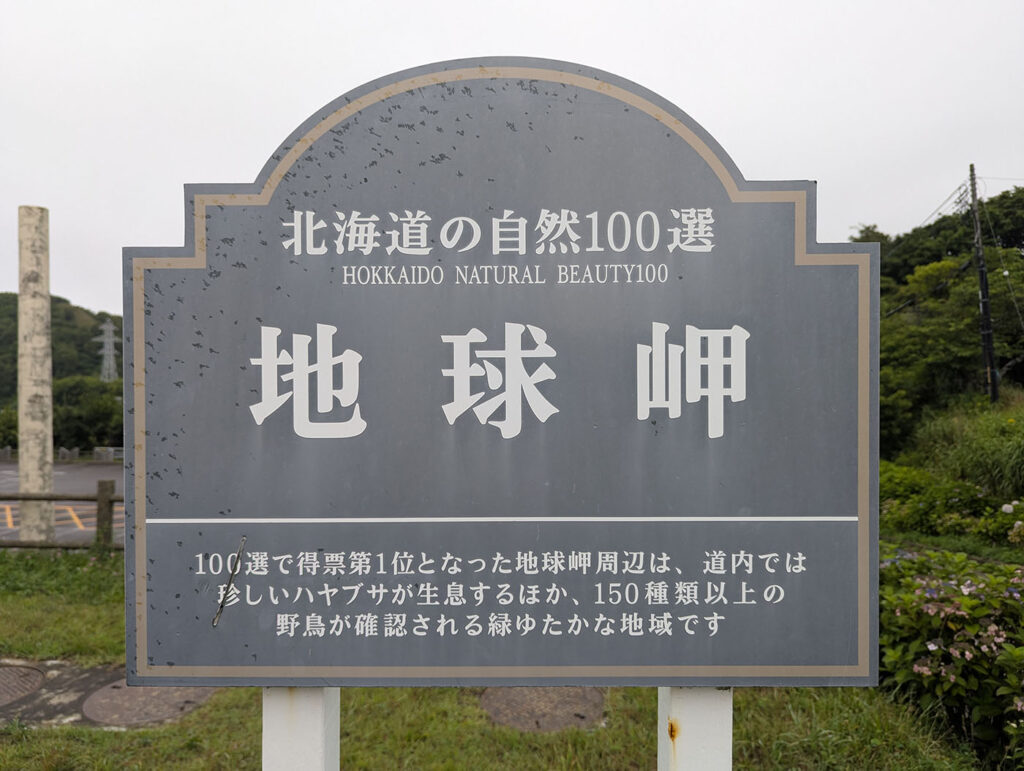 北海道の自然100選
HOKKAIDO NATURAL BEAUTY100
地球岬
100選で得票第1位となった地球岬周辺は、道内では
珍しいハヤブサが生息するほか、150種類以上の
野鳥が確認される緑ゆたかな地域です